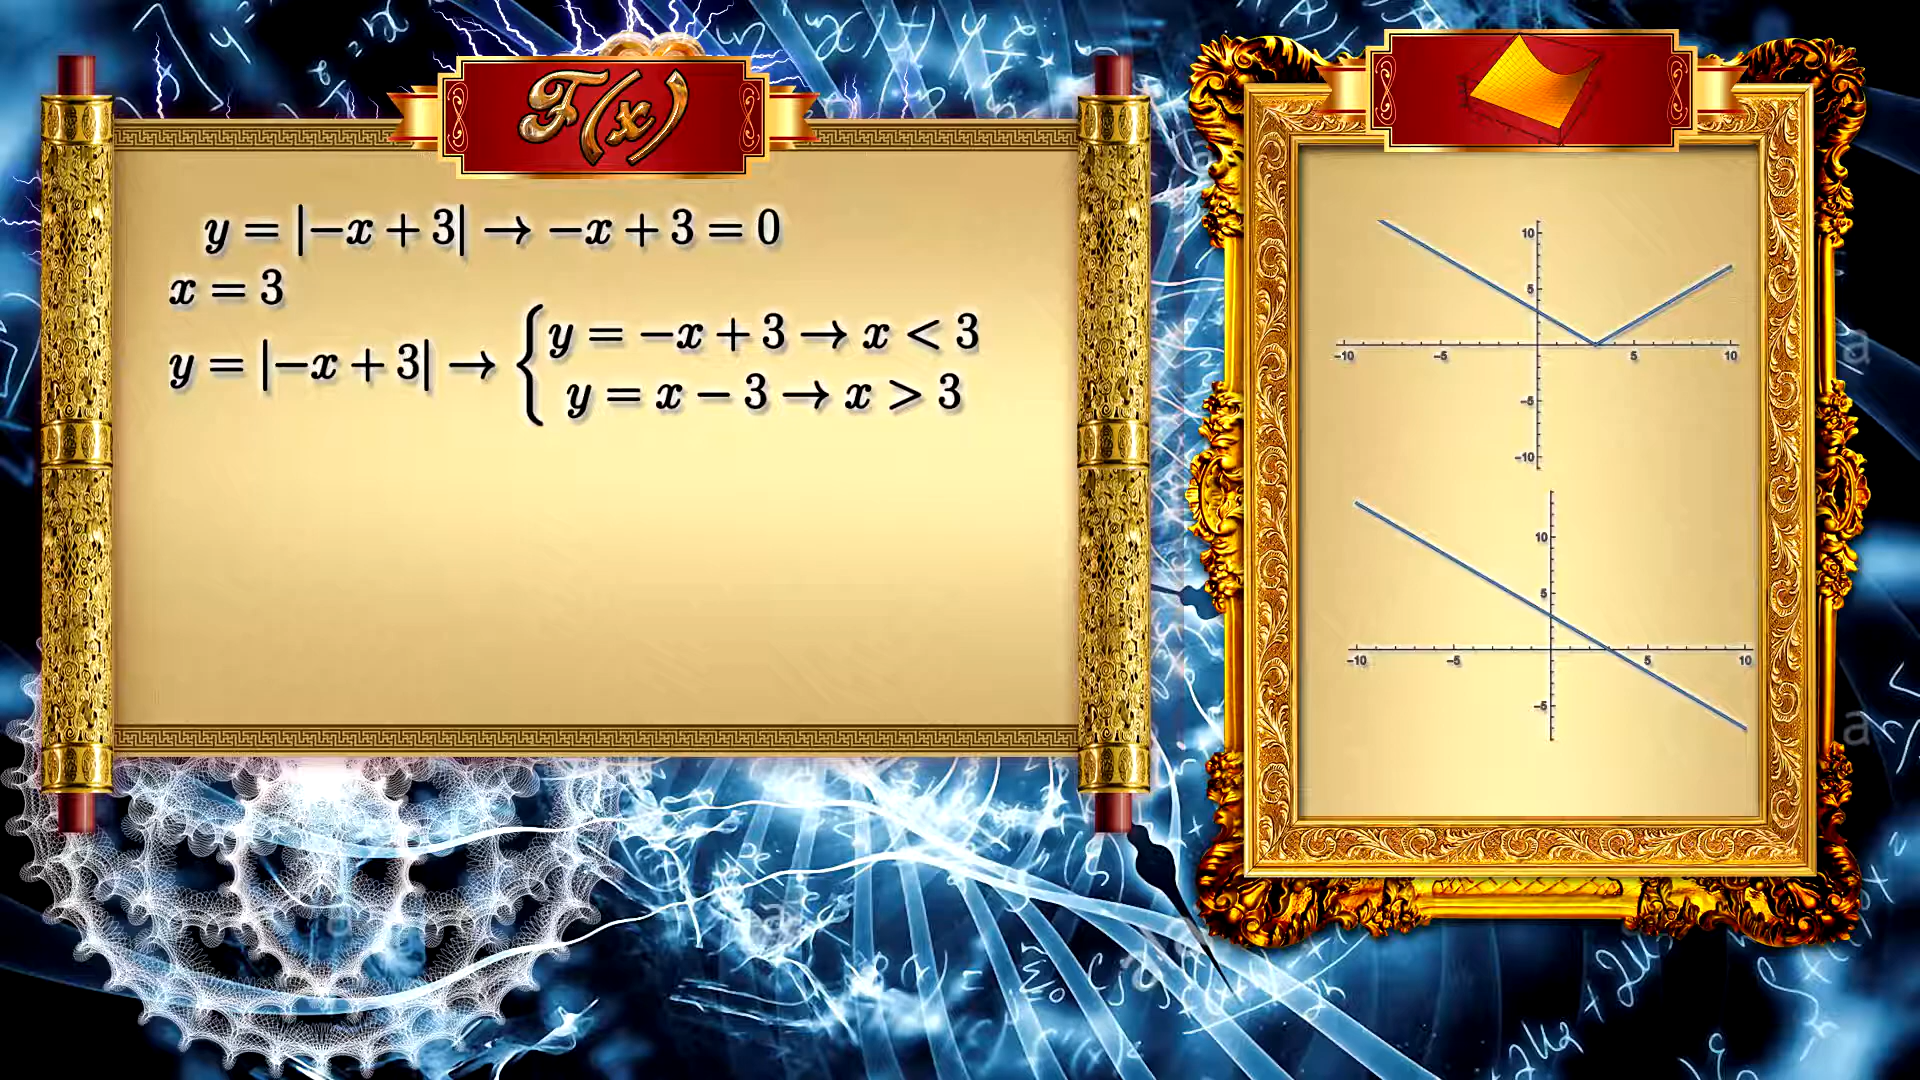 F(x)
y = |−x + 3| → −x + 3 = 0
x = 3
y = |−x + 3| → { y = −x + 3 → x < 3
y = x − 3 → x > 3
10
5
-10 -5 5 10
-5
-10
10
5
-10 -5 5 10
-5